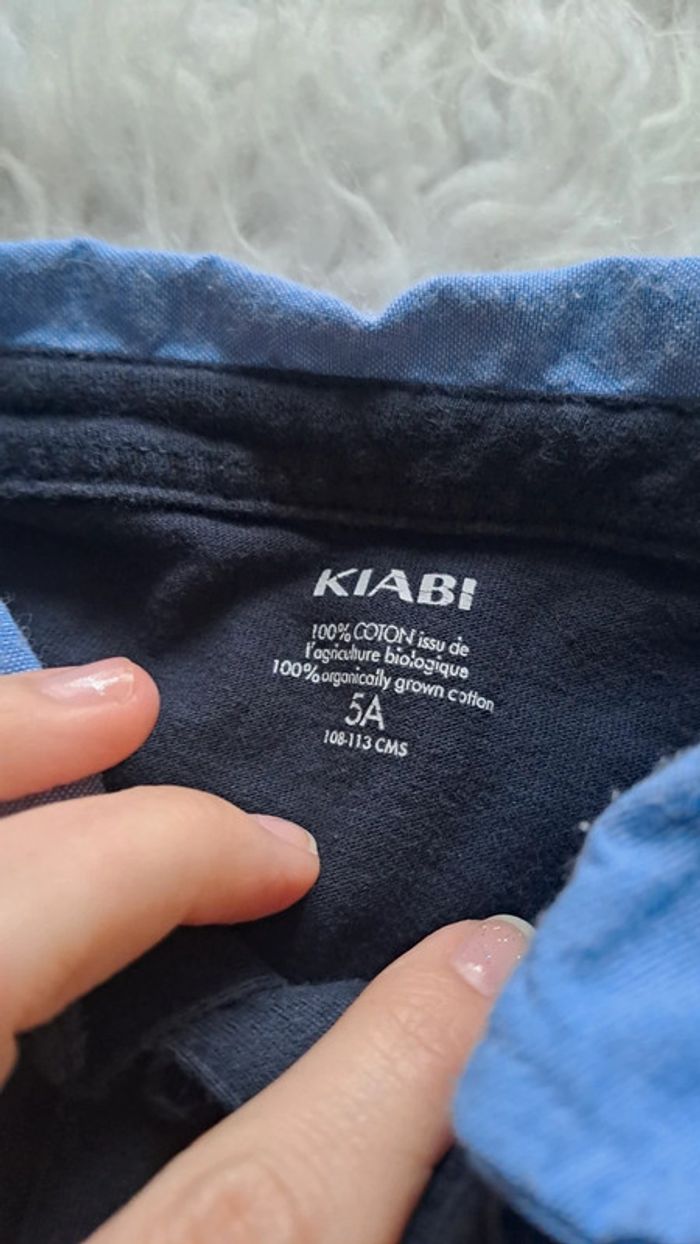 KIABI
100% COTON issu de
l'agriculture biologique
100% organically grown cotton
5A
108-113 CMS